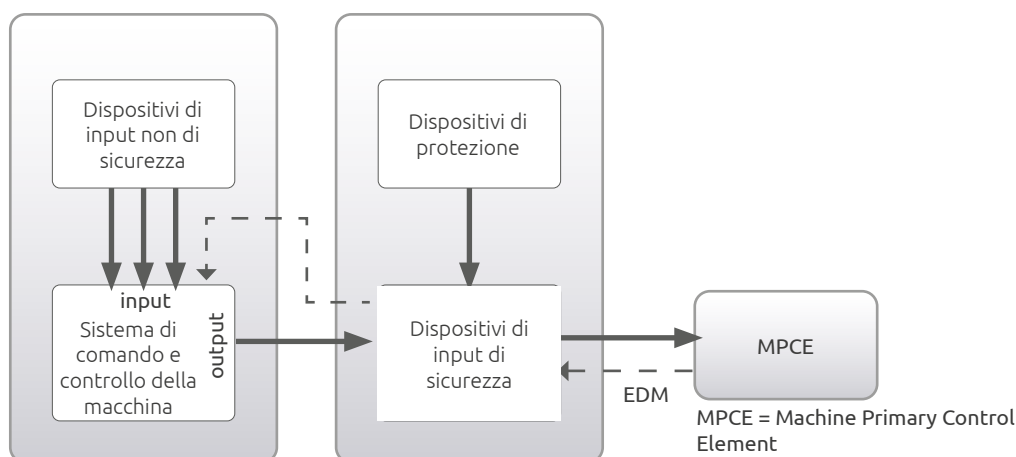 Dispositivi di
input non di
sicurezza
Dispositivi di
protezione
input
Sistema di
comando e
controllo della
macchina
output
Dispositivi di
input di
sicurezza
MPCE
EDM
MPCE = Machine Primary Control
Element